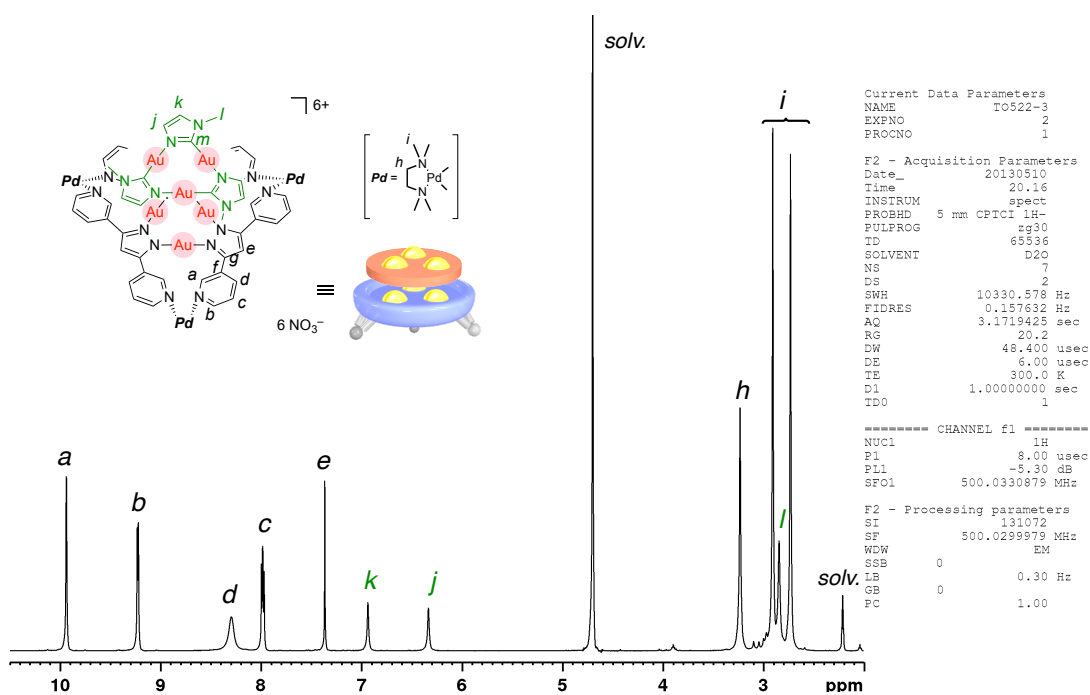 solv.
k
l
j
N
N
m
6+
Au
Au
N
N
N
N
Pd
Pd
Au
Au
Au
N
N
N
N
N
N
N
N
Au
e
g
f
a
d
c
b
N
N
Pd
i
h
N
N
Pd
Pd =
≡
6 NO₃⁻
i
h
l
solv.
a
b
c
d
e
k
j
10
9
8
7
6
5
4
3
ppm
Current Data Parameters
NAME TO522-3
EXPNO 2
PROCNO 1
F2 - Acquisition Parameters
Date_ 20130510
Time 20.16
INSTRUM spect
PROBHD 5 mm CPTCI 1H-
PULPROG zg30
TD 65536
SOLVENT D2O
NS 7
DS 2
SWH 10330.578 Hz
FIDRES 0.157632 Hz
AQ 3.1719425 sec
RG 20.2
DW 48.400 usec
DE 6.00 usec
TE 300.0 K
D1 1.00000000 sec
TD0 1
======== CHANNEL f1 ========
NUC1 1H
P1 8.00 usec
PL1 -5.30 dB
SFO1 500.0330879 MHz
F2 - Processing parameters
SI 131072
SF 500.0299979 MHz
WDW EM
SSB 0
LB 0.30 Hz
GB 0
PC 1.00